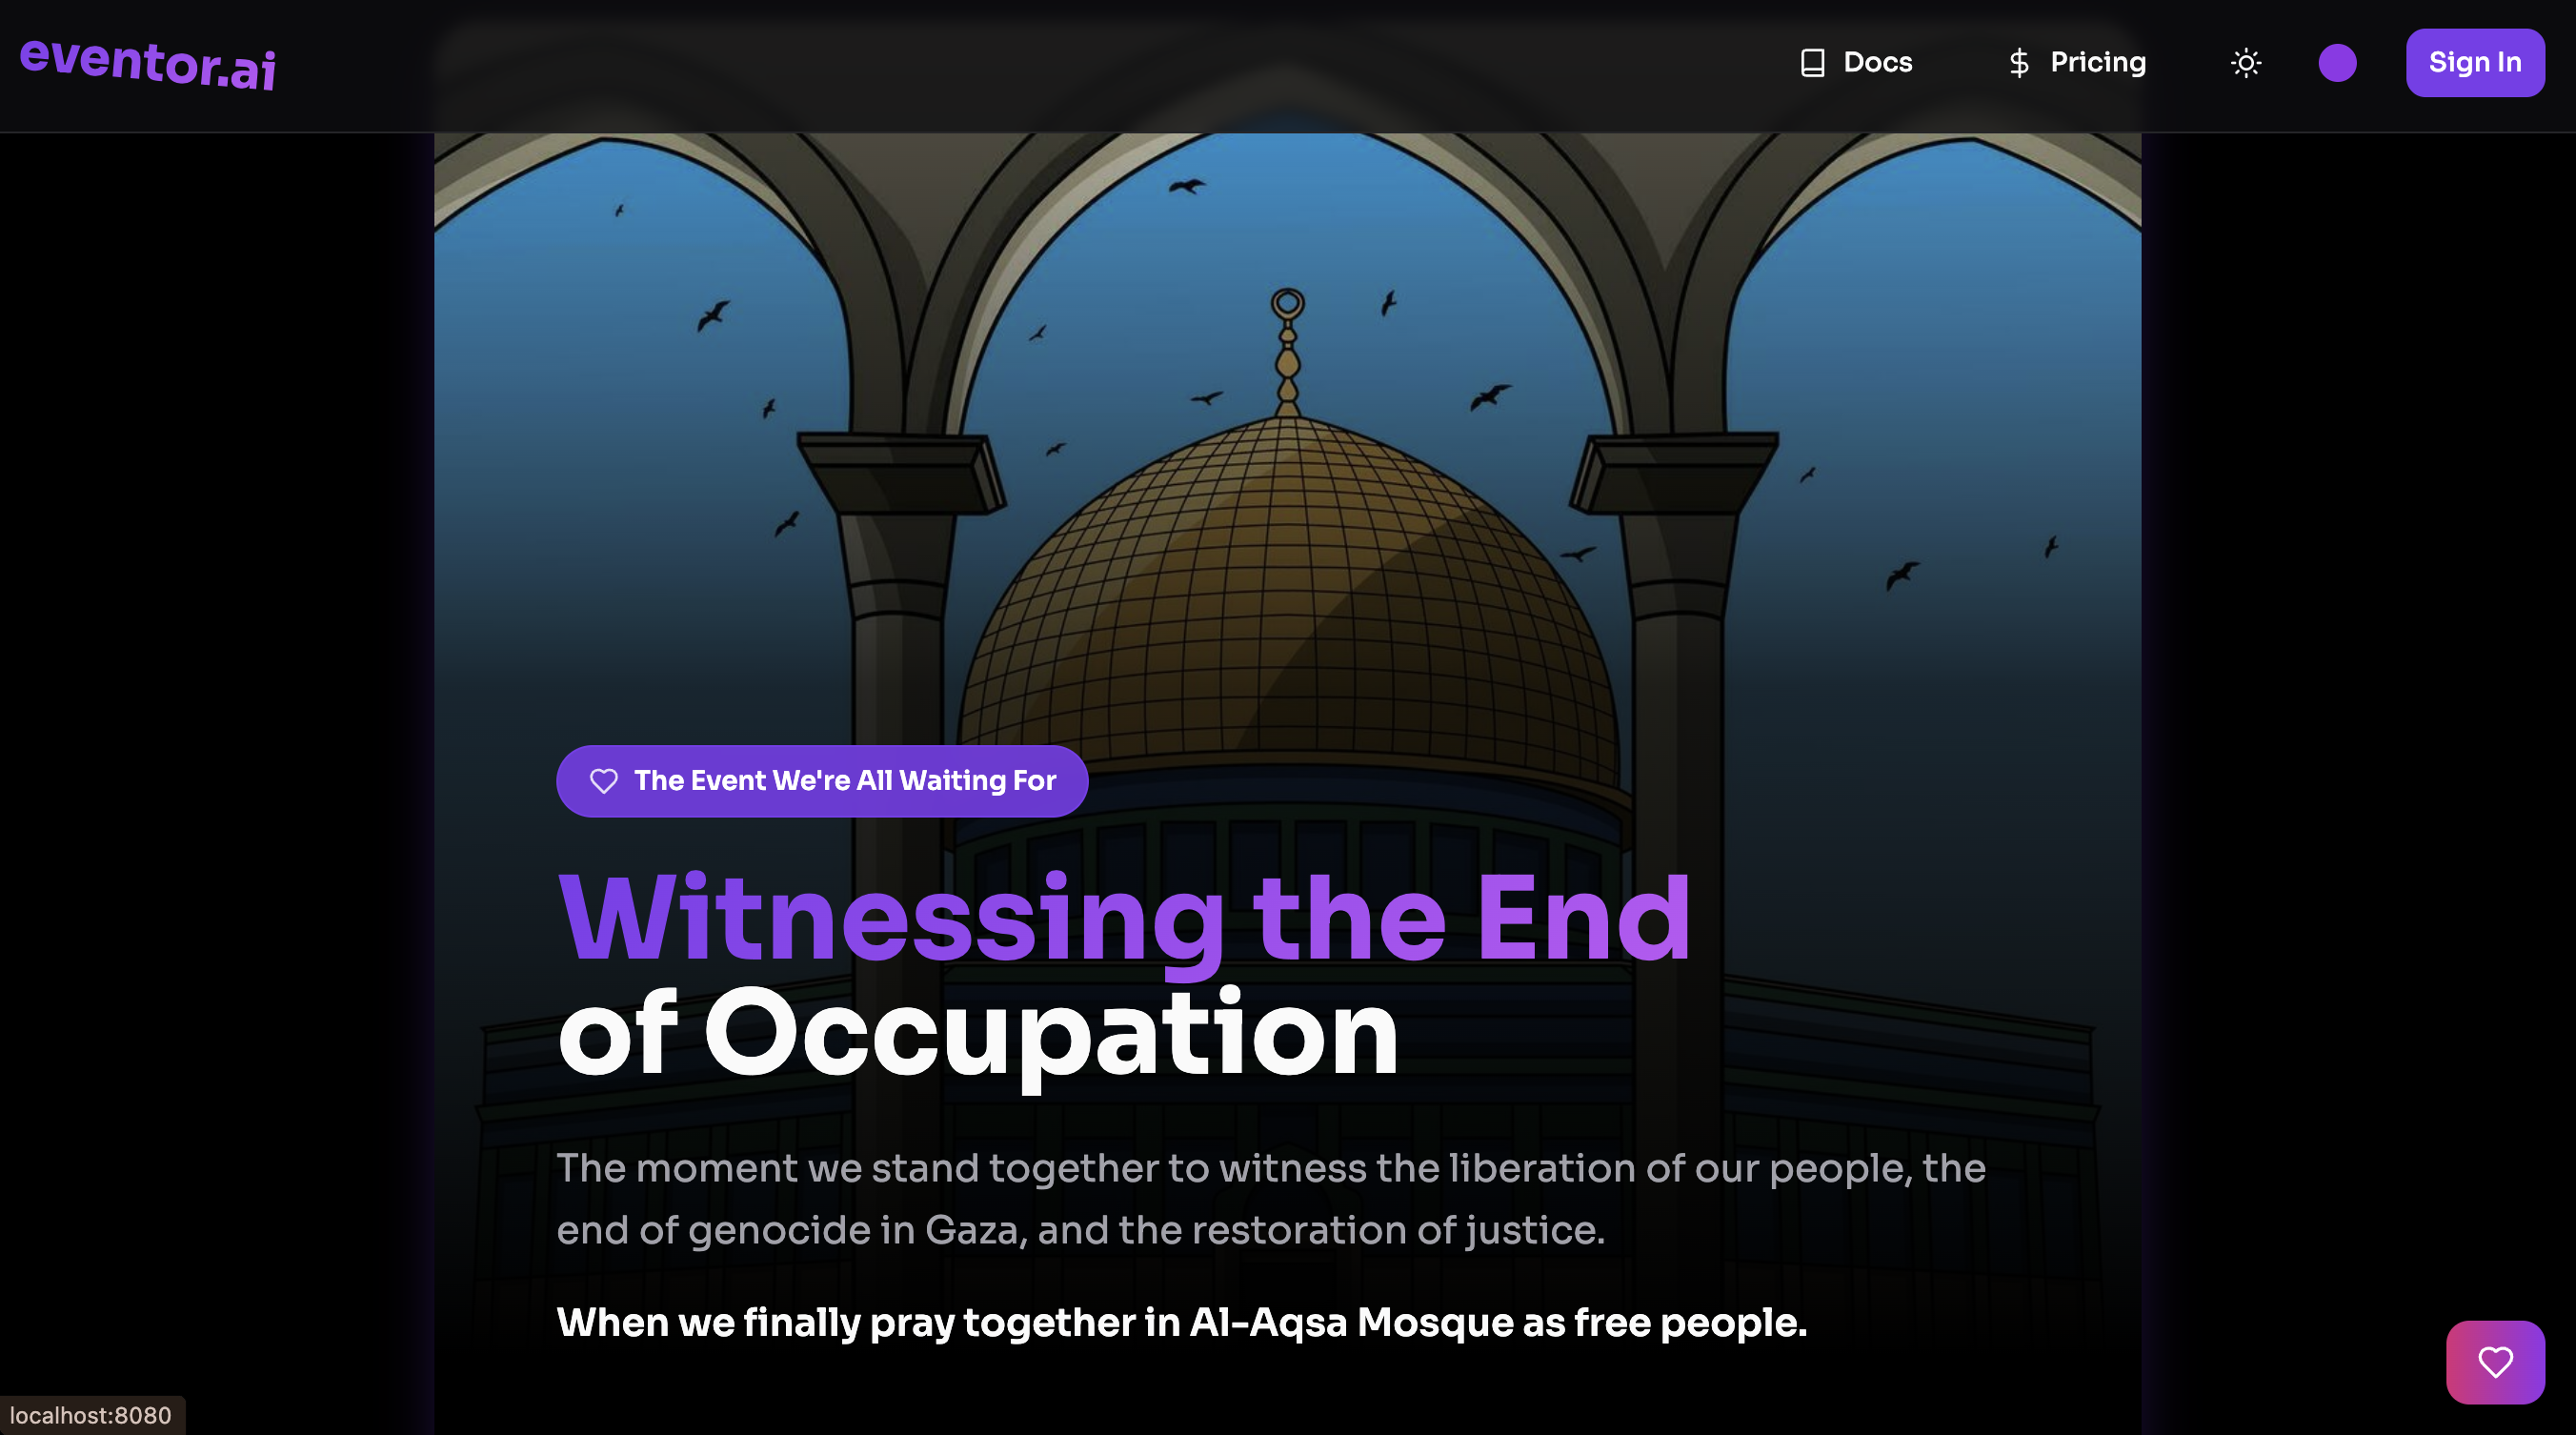 eventor.ai
Docs
Pricing
Sign In
The Event We're All Waiting For
Witnessing the End
of Occupation
The moment we stand together to witness the liberation of our people, the
end of genocide in Gaza, and the restoration of justice.
When we finally pray together in Al-Aqsa Mosque as free people.
localhost:8080